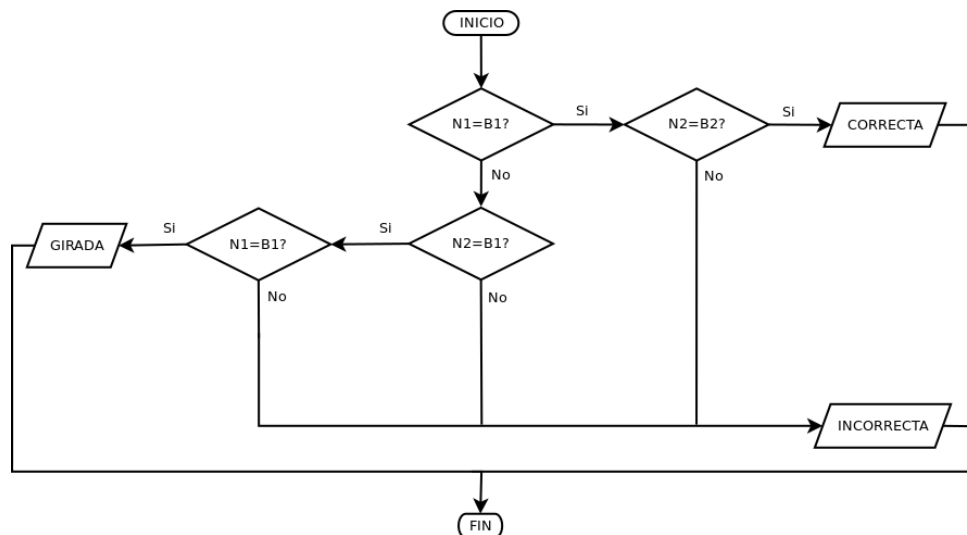 INICIO
N1=B1?
Si
N2=B2?
Si
CORRECTA
No
No
GIRADA
Si
N1=B1?
Si
N2=B1?
No
No
INCORRECTA
FIN